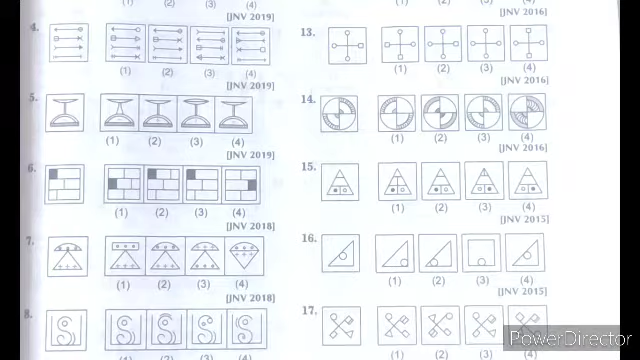 (1) (2) (3) (4)
[JNV 2019]
4.
(1) (2) (3) (4)
[JNV 2019]
5.
(1) (2) (3) (4)
[JNV 2019]
6.
(1) (2) (3) (4)
[JNV 2018]
7.
(1) (2) (3) (4)
[JNV 2018]
8.
(1) (2) (3) (4)
(1) (2) (3) (4)
[JNV 2016]
13.
(1) (2) (3) (4)
[JNV 2016]
14.
(1) (2) (3) (4)
[JNV 2016]
15.
(1) (2) (3) (4)
[JNV 2015]
16.
(1) (2) (3) (4)
[JNV 2015]
17.
(1) (2) (3) (4)
PowerDirector